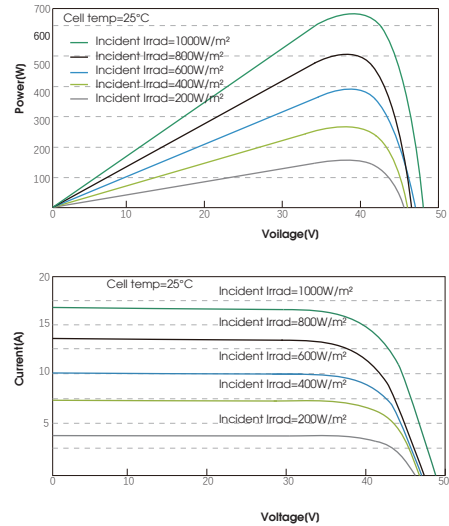 700
Cell temp=25°C
600
Incident Irrad=1000W/m²
Incident Irrad=800W/m²
500
Incident Irrad=600W/m²
400
Incident Irrad=400W/m²
Incident Irrad=200W/m²
300
200
100
Power(W)
0
10
20
30
40
50
Voilage(V)
20
Cell temp=25°C
Incident Irrad=1000W/m²
15
Incident Irrad=800W/m²
Incident Irrad=600W/m²
10
Incident Irrad=400W/m²
5
Incident Irrad=200W/m²
Current(A)
0
10
20
30
40
50
Voltage(V)